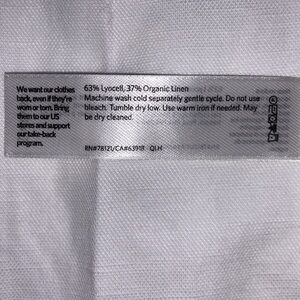 We want our clothes
back, even if they're
worn or torn. Bring
them to our US
stores and support
our take-back
program.
63% Lyocell, 37% Organic Linen
Machine wash cold separately gentle cycle. Do not use
bleach. Tumble dry low. Use warm iron if needed. May
be dry cleaned.
RN#78121/CA#63918 QLH